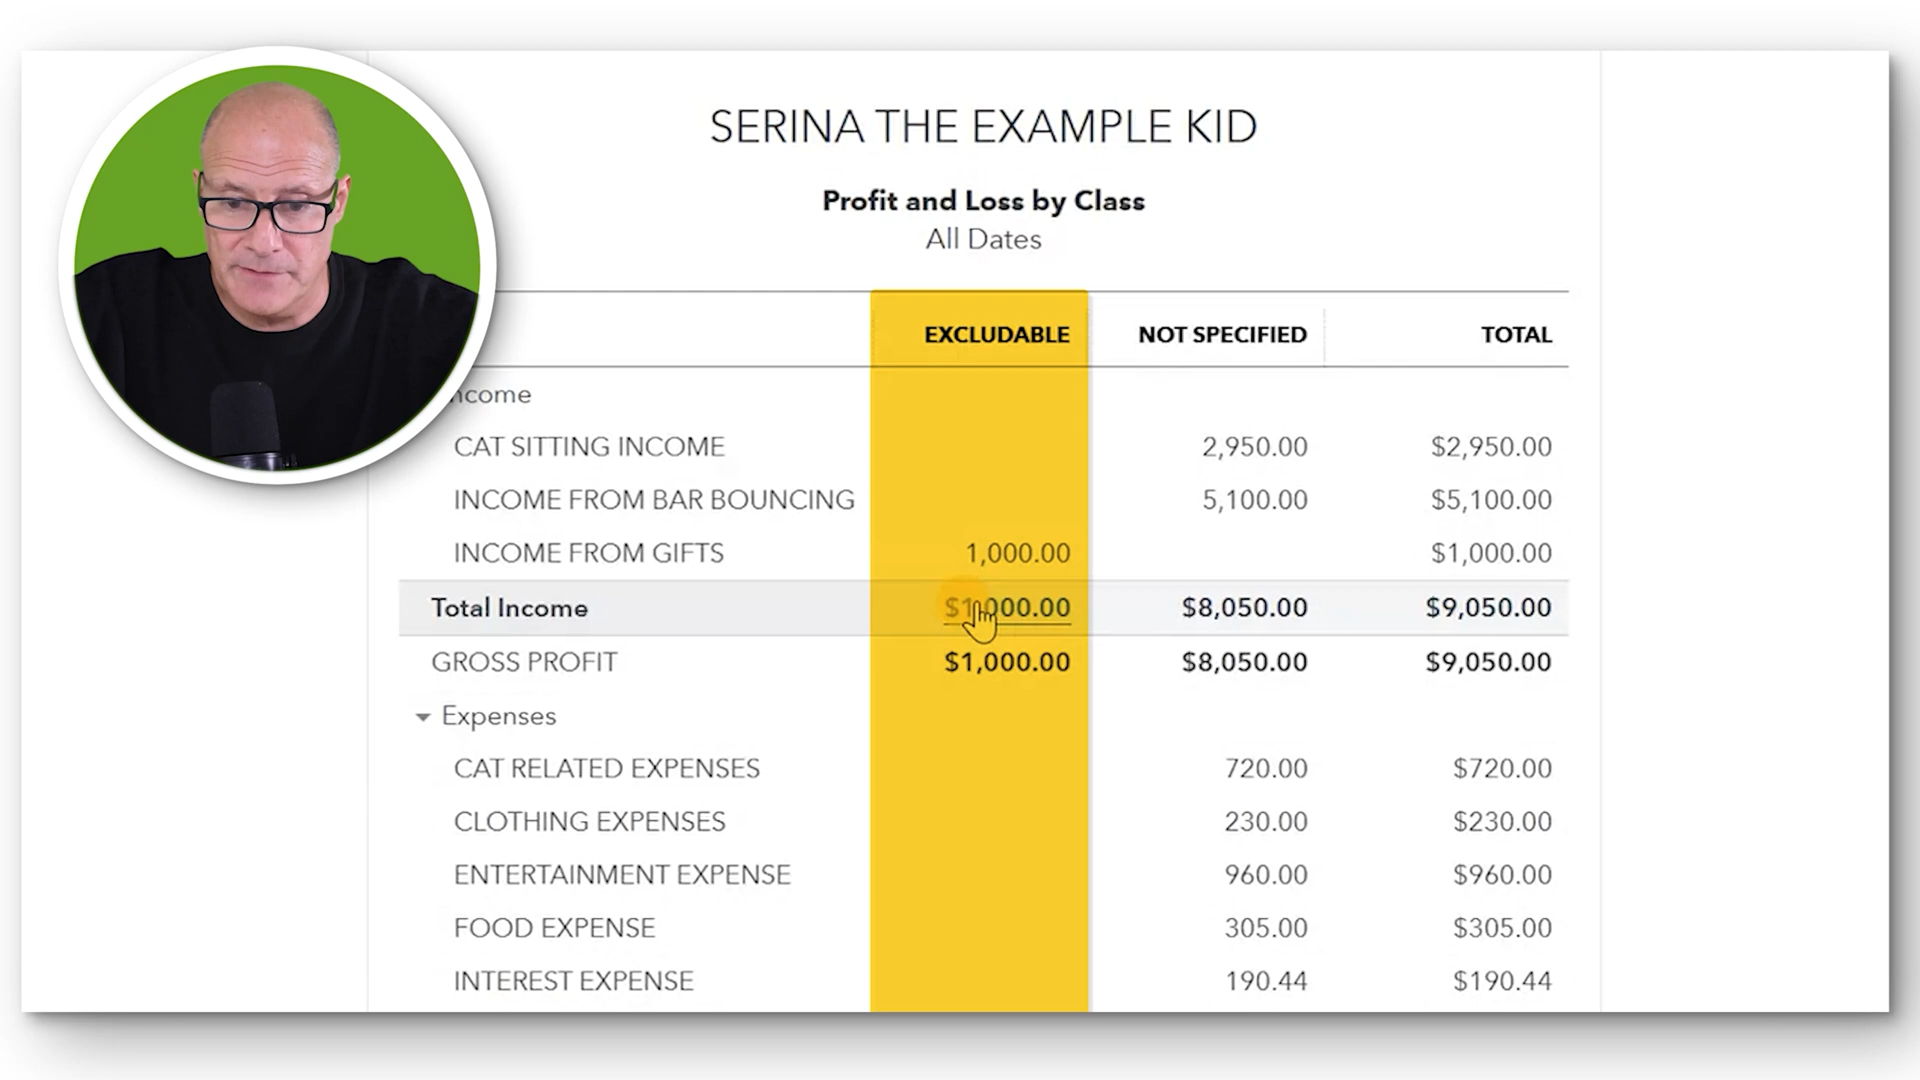 SERINA THE EXAMPLE KID
Profit and Loss by Class
All Dates
EXCLUDABLE NOT SPECIFIED TOTAL
ncome
CAT SITTING INCOME 2,950.00 $2,950.00
INCOME FROM BAR BOUNCING 5,100.00 $5,100.00
INCOME FROM GIFTS 1,000.00 $1,000.00
Total Income $1,000.00 $8,050.00 $9,050.00
GROSS PROFIT $1,000.00 $8,050.00 $9,050.00
Expenses
CAT RELATED EXPENSES 720.00 $720.00
CLOTHING EXPENSES 230.00 $230.00
ENTERTAINMENT EXPENSE 960.00 $960.00
FOOD EXPENSE 305.00 $305.00
INTEREST EXPENSE 190.44 $190.44